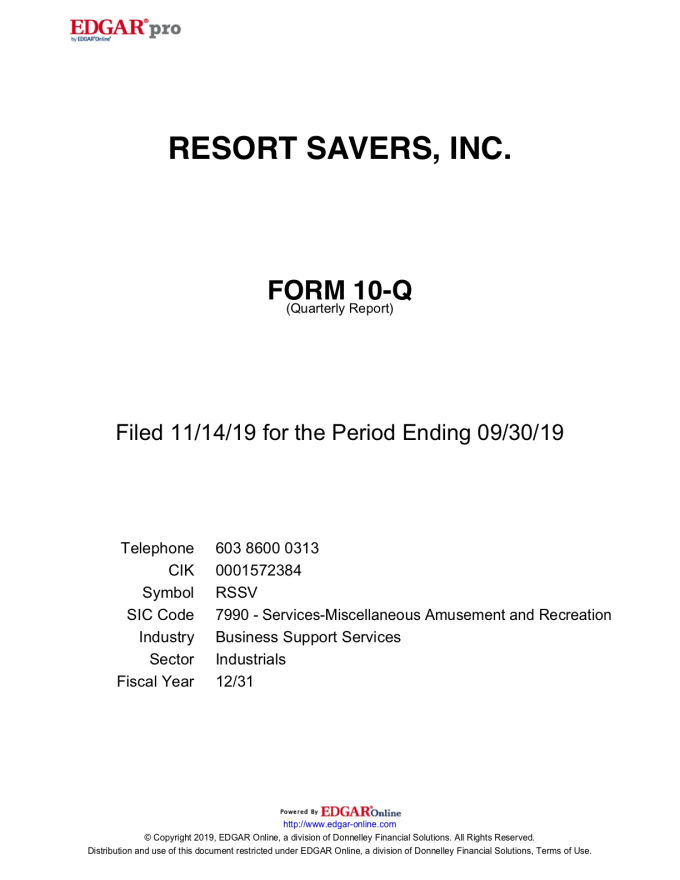 EDGAR®pro
by EDGAR®Online®
RESORT SAVERS, INC.
FORM 10-Q
(Quarterly Report)
Filed 11/14/19 for the Period Ending 09/30/19
Telephone 603 8600 0313
CIK 0001572384
Symbol RSSV
SIC Code 7990 - Services-Miscellaneous Amusement and Recreation
Industry Business Support Services
Sector Industrials
Fiscal Year 12/31
Powered By EDGAR®Online
http://www.edgar-online.com
© Copyright 2019, EDGAR Online, a division of Donnelley Financial Solutions. All Rights Reserved.
Distribution and use of this document restricted under EDGAR Online, a division of Donnelley Financial Solutions, Terms of Use.